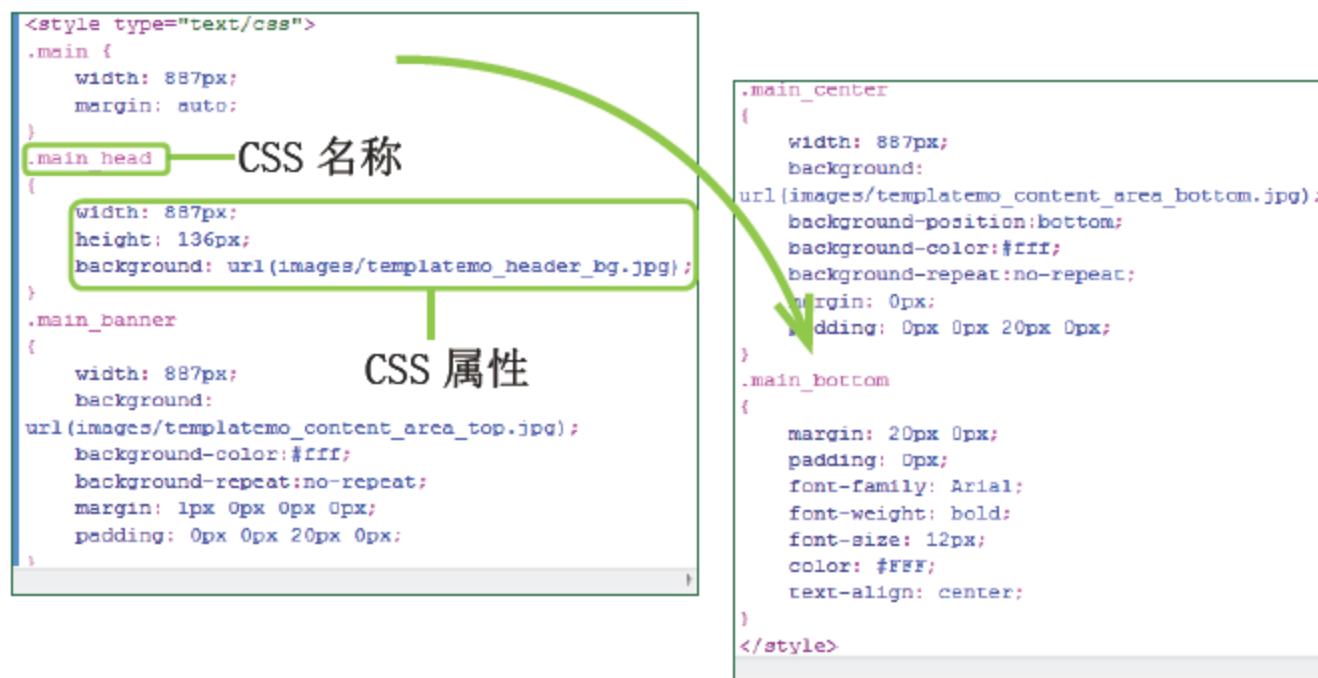 <style type="text/css">
.main {
width: 887px;
margin: auto;
}
.main_head
CSS 名称
{
width: 887px;
height: 136px;
background: url(images/templatemo_header_bg.jpg);
}
CSS 属性
.main_banner
{
width: 887px;
background:
url(images/templatemo_content_area_top.jpg);
background-color:#fff;
background-repeat:no-repeat;
margin: 1px 0px 0px 0px;
padding: 0px 0px 20px 0px;
}
.main_center
{
width: 887px;
background:
url(images/templatemo_content_area_bottom.jpg);
background-position:bottom;
background-color:#fff;
background-repeat:no-repeat;
margin: 0px;
padding: 0px 0px 20px 0px;
}
.main_bottom
{
margin: 20px 0px;
padding: 0px;
font-family: Arial;
font-weight: bold;
font-size: 12px;
color: #FFF;
text-align: center;
}
</style>